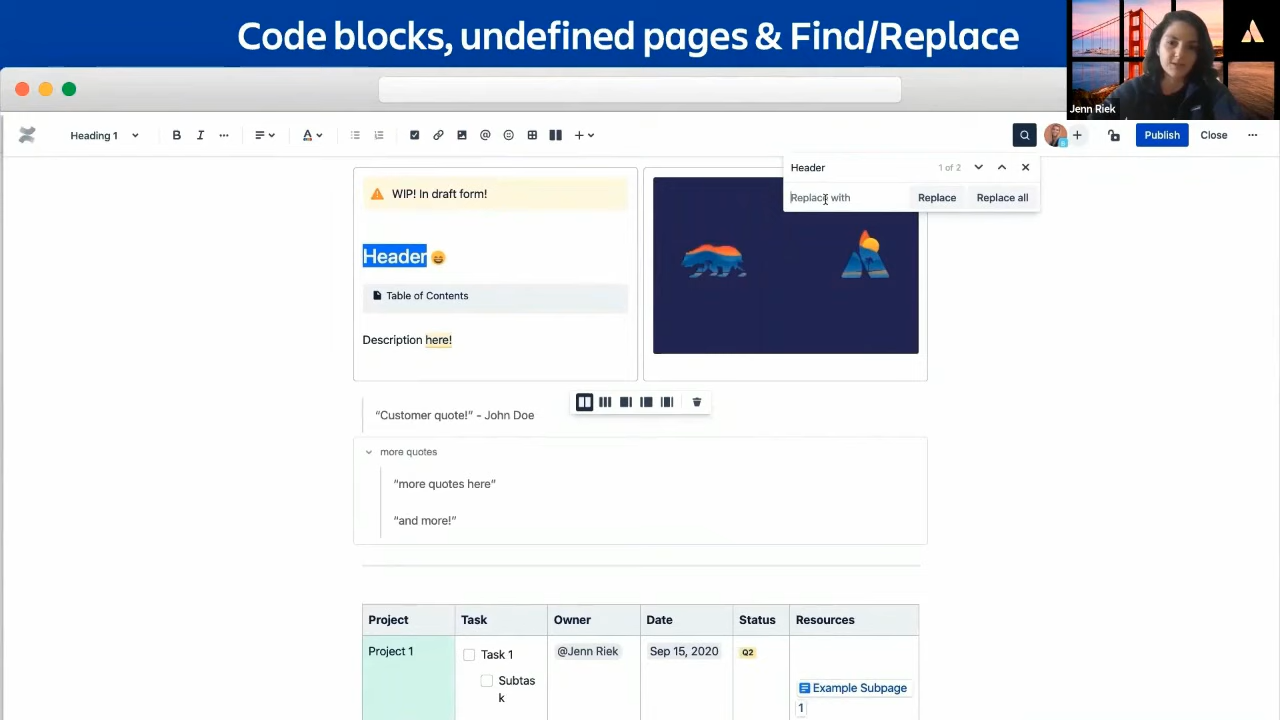 Code blocks, undefined pages & Find/Replace
Jenn Riek
Heading 1
B I
Publish
Close
Header
1 of 2
Replace with
Replace
Replace all
WIP! In draft form!
Header
Table of Contents
Description here!
“Customer quote!” - John Doe
more quotes
“more quotes here”
“and more!”
Project Task Owner Date Status Resources
Project 1
Task 1
@Jenn Riek
Sep 15, 2020
Q2
Subtas
k
Example Subpage
1